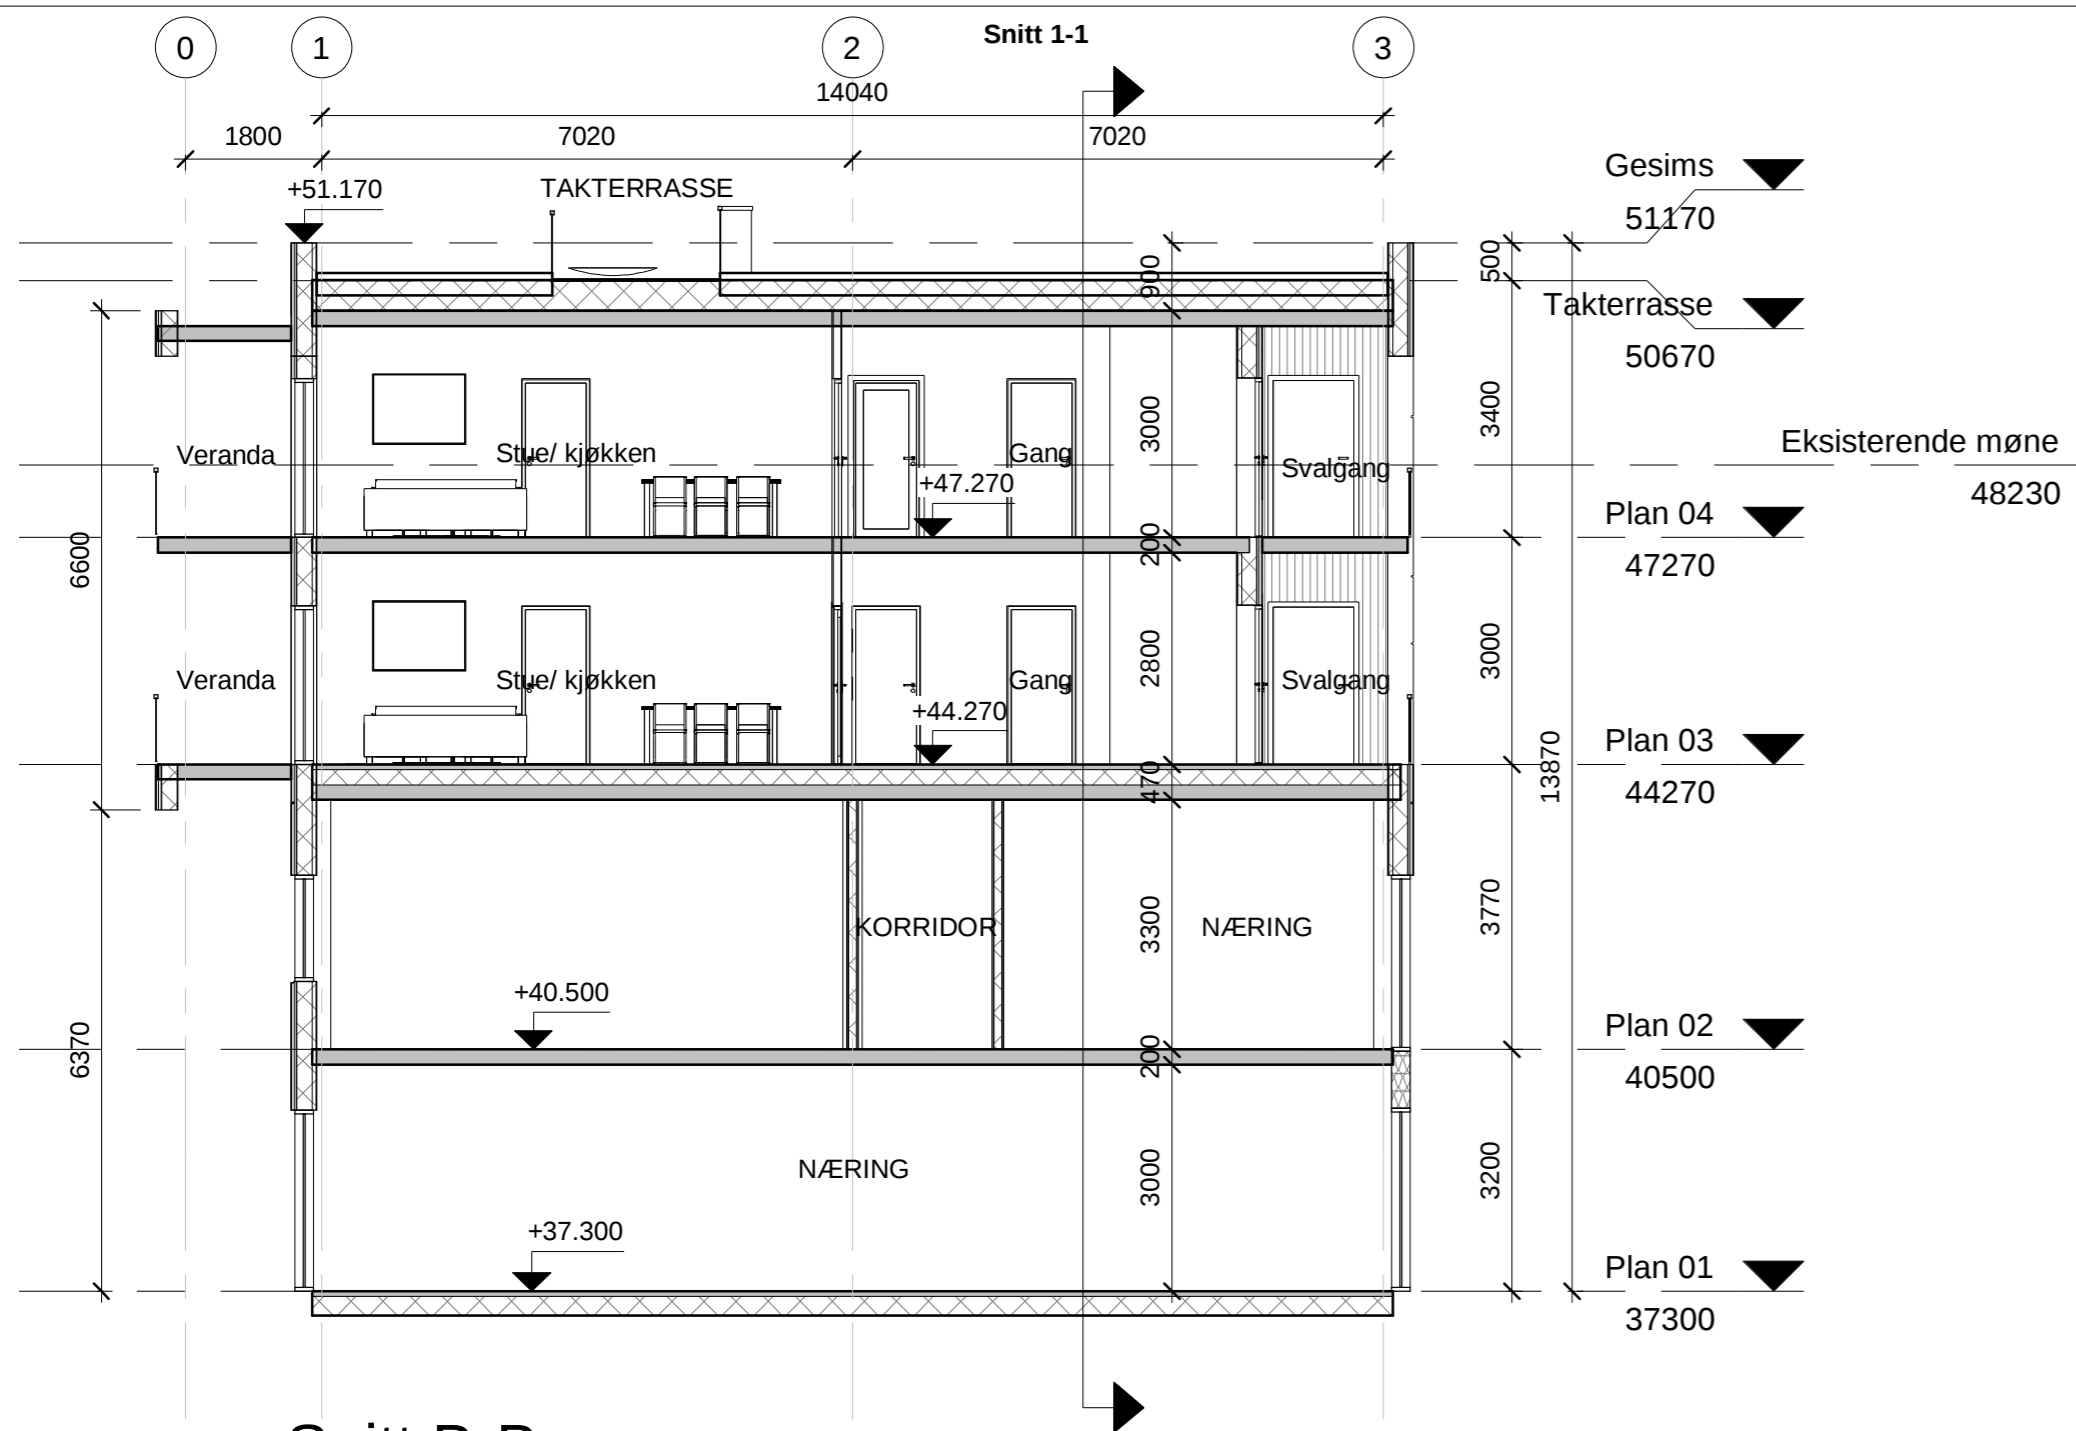 Snitt 1-1
0
1
2
3
14040
1800
7020
7020
+51.170
TAKTERRASSE
Gesims
51170
900
500
Takterrasse
50670
3000
3400
Veranda
Stue/ kjøkken
Gang
Svalgang
Eksisterende møne
48230
+47.270
Plan 04
47270
6600
200
2800
3000
Veranda
Stue/ kjøkken
Gang
Svalgang
+44.270
Plan 03
44270
470
13870
KORRIDOR
NÆRING
3300
3770
+40.500
Plan 02
40500
6370
200
NÆRING
3000
3200
+37.300
Plan 01
37300
Snitt B-B